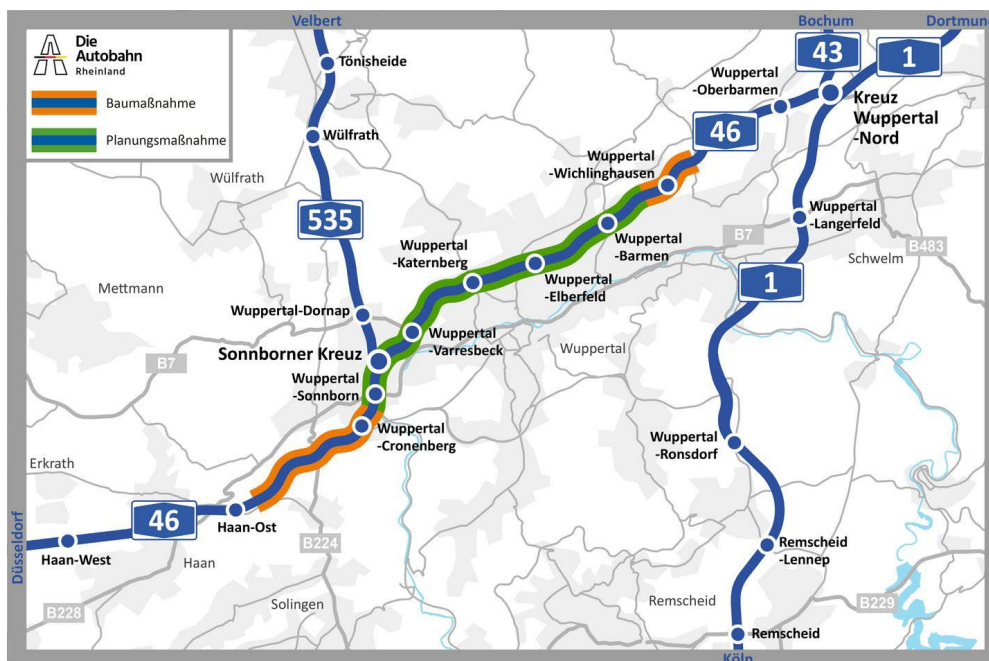 Velbert
Bochum
Dortmund
Die
Autobahn
Rheinland
Baumaßnahme
Planungsmaßnahme
Tönisheide
Wülfrath
Wülfrath
535
Mettmann
Wuppertal-Dornap
B7
Sonnborner Kreuz
Wuppertal
-Sonnborn
Wuppertal
-Cronenberg
Wuppertal
-Varresbeck
Wuppertal
-Katernberg
Wuppertal
-Elberfeld
Wuppertal
-Barmen
Wuppertal
-Wichlinghausen
46
Wuppertal
-Oberbarmen
43
1
Kreuz
Wuppertal
-Nord
Wuppertal
-Langerfeld
B7
B483
Schwelm
1
Wuppertal
Wuppertal
-Ronsdorf
Erkrath
46
Haan-Ost
Haan-West
Haan
Düsseldorf
B224
B228
Solingen
Remscheid
-Lennep
Remscheid
B229
Remscheid
Köln